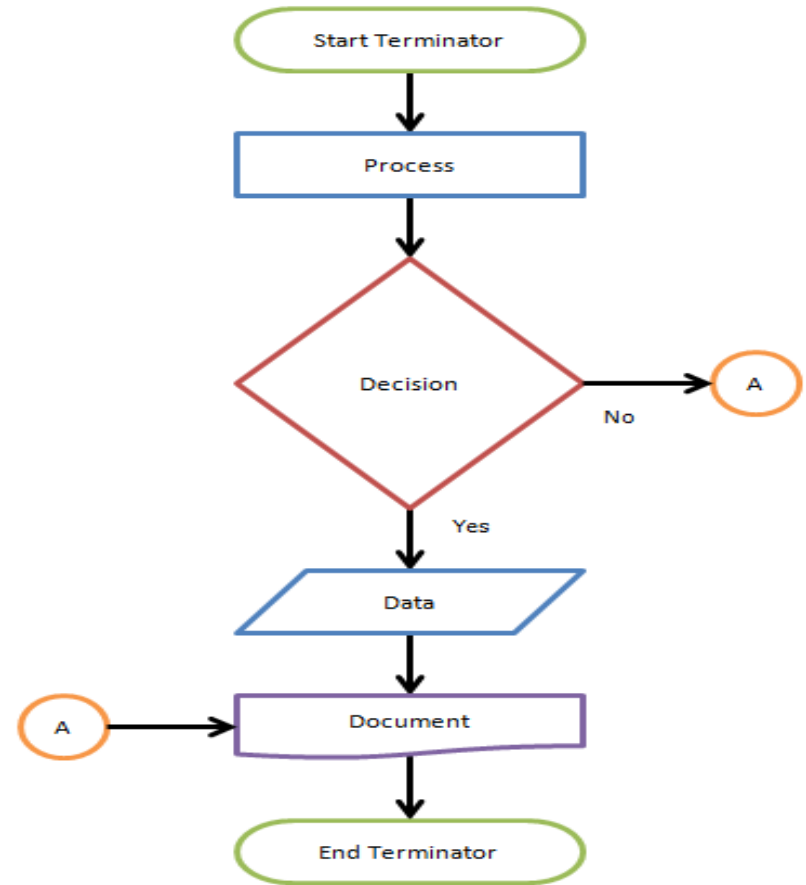 Start Terminator
Process
Decision
A
No
Yes
Data
A
Document
End Terminator